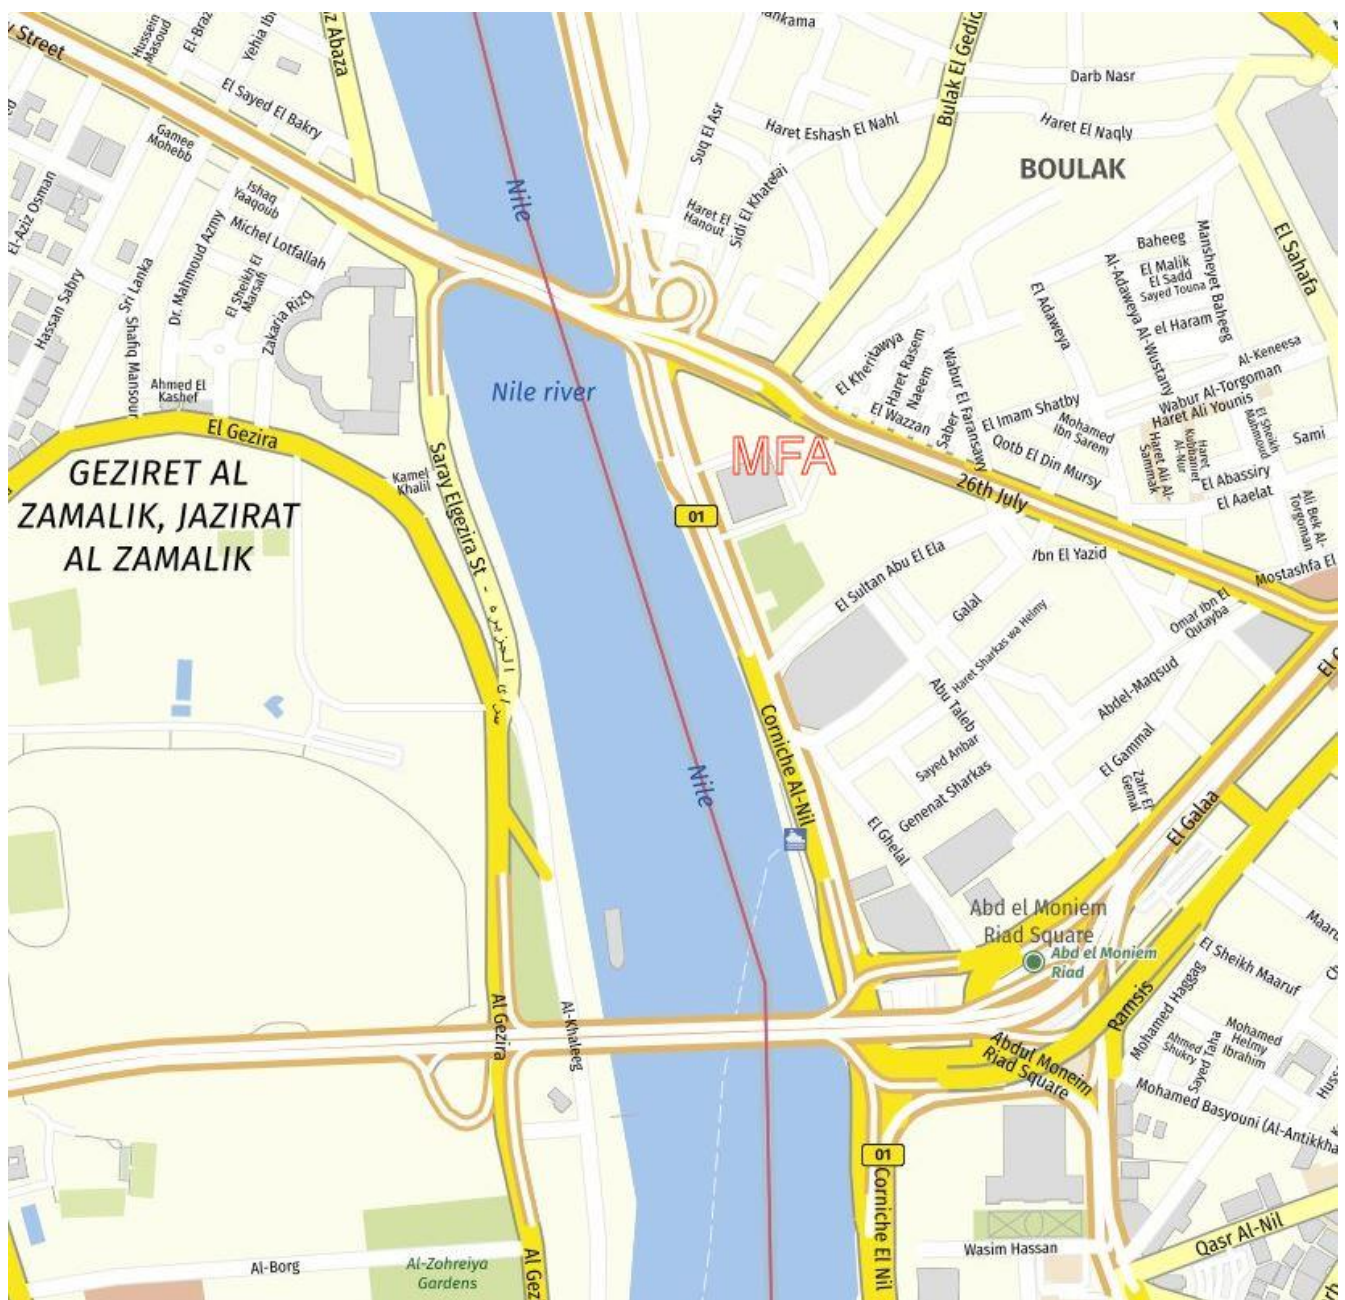 Street
Hussein
Masoud
El-Braz
Yehia Ib
Abaza
ankama
Bulak El Gedid
Darb Nasr
El Sayed El Bakry
Suq El Asr
Haret Eshash El Nahl
Haret El Naqly
BOULAK
Gamee
Mohebb
El-Aziz Osman
Ishaq
Yaaqoub
Nile
Haret El
Hanout
Sidi El Khatelai
Michel Lotfallah
Dr. Mahmoud Azmy
El Sheikh El
Marsafi
Sri Lanka
Hassan Sabry
Zakaria Rizq
Shafiq Mansour
Baheeg
El Malik
El Sadd
Sayed Touna
el Haram
Mansheyet Baheeg
Al-Adaweya Al-Wustany
El Adaweya
El Sahafa
Al-Keneesa
Ahmed El
Kashef
Nile river
El Kheritawya
Haret Rasem
Naeem
El Wazzan
Saber
Wabur El Faransawy
El Imam Shatby
Mohamed
Ibn Sarem
Wabur Al-Torgoman
Haret Ali Younis
El Sheikh
Mahmoud
Sami
El Gezira
Kamel
Khalil
Saray Elgezira St - سراي الجزيره
GEZIRET AL
ZAMALIK, JAZIRAT
AL ZAMALIK
MFA
01
Qotb El Din Mursy
Haret Ali Al-
Sammak
Haret
Kubbaniet
Al-Nur
El Abassiry
El Aaelat
Ali Bek Al-
Torgoman
26th July
Ibn El Yazid
Mostashfa El
El Sultan Abu El Ela
Galal
Haret Sharkas wa Helmy
Omar Ibn El
Qutayba
Abu Taleb
Abdel-Maqsud
Corniche Al-Nil
Sayed Anbar
El Gammal
Zahr El
Gemal
Nile
Genenat Sharkas
El Ghelal
El Galaa
Abd el Moniem
Riad Square
Abd el Moniem
Riad
Maaru
El Sheikh Maaruf
Al Gezira
Al-Khaleeg
Ramsis
Mohamed Haggag
Ahmed
Shukry
Sayed Taha
Mohamed
Helmy
Ibrahim
Abdul Moneim
Riad Square
Mohamed Basyouni (Al-Antikkha
Huss
01
Corniche El Nil
Wasim Hassan
Qasr Al-Nil
Al-Borg
Al-Zohreiya
Gardens
Al Gez